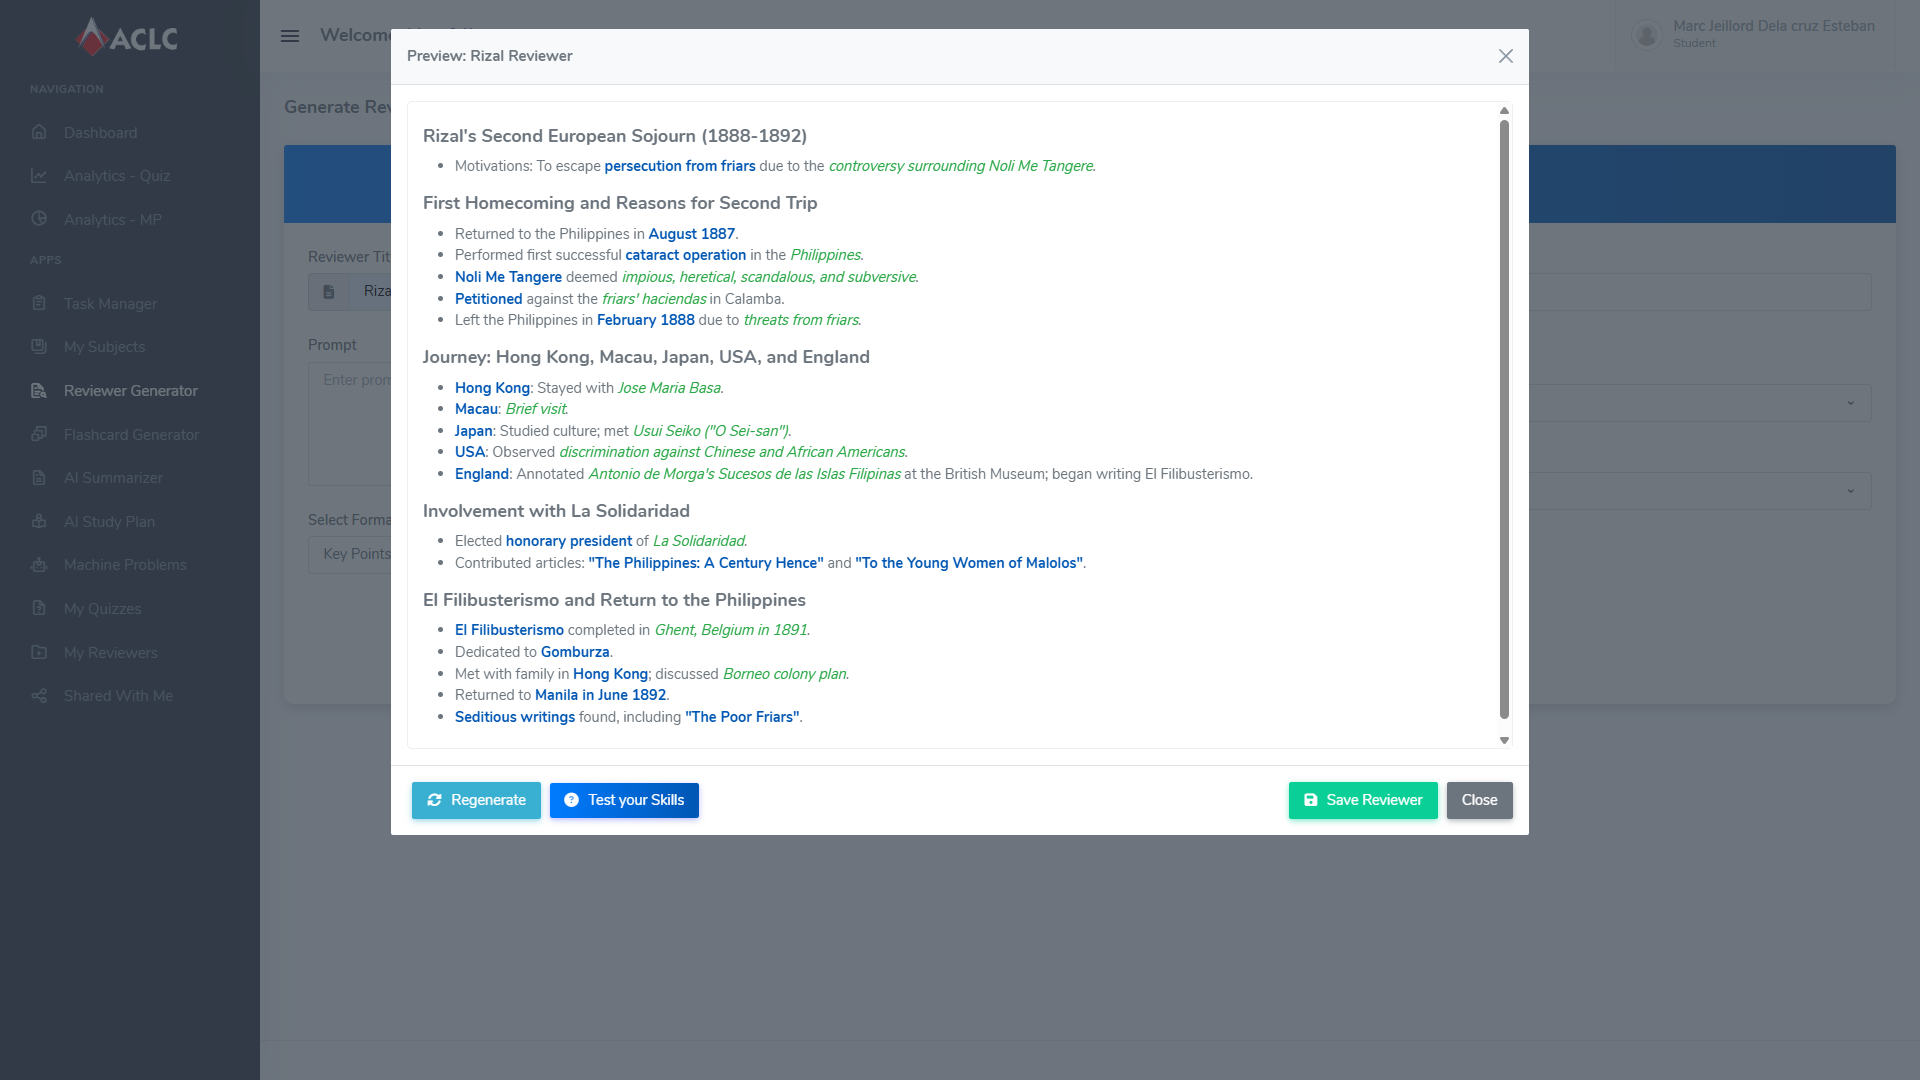 ACLC
Welcome
Marc Jeillord Dela cruz Esteban
Student
NAVIGATION
Dashboard
Analytics - Quiz
Analytics - MP
APPS
Task Manager
My Subjects
Reviewer Generator
Flashcard Generator
AI Summarizer
AI Study Plan
Machine Problems
My Quizzes
My Reviewers
Shared With Me
Generate Rev
Reviewer Tit
Riza
Prompt
Enter prom
Select Forma
Key Points
Preview: Rizal Reviewer
Rizal's Second European Sojourn (1888-1892)
Motivations: To escape persecution from friars due to the controversy surrounding Noli Me Tangere.
First Homecoming and Reasons for Second Trip
Returned to the Philippines in August 1887.
Performed first successful cataract operation in the Philippines.
Noli Me Tangere deemed impious, heretical, scandalous, and subversive.
Petitioned against the friars' haciendas in Calamba.
Left the Philippines in February 1888 due to threats from friars.
Journey: Hong Kong, Macau, Japan, USA, and England
Hong Kong: Stayed with Jose Maria Basa.
Macau: Brief visit.
Japan: Studied culture; met Usui Seiko ("O Sei-san").
USA: Observed discrimination against Chinese and African Americans.
England: Annotated Antonio de Morga's Sucesos de las Islas Filipinas at the British Museum; began writing El Filibusterismo.
Involvement with La Solidaridad
Elected honorary president of La Solidaridad.
Contributed articles: "The Philippines: A Century Hence" and "To the Young Women of Malolos".
El Filibusterismo and Return to the Philippines
El Filibusterismo completed in Ghent, Belgium in 1891.
Dedicated to Gomburza.
Met with family in Hong Kong; discussed Borneo colony plan.
Returned to Manila in June 1892.
Seditious writings found, including "The Poor Friars".
Regenerate
Test your Skills
Save Reviewer
Close